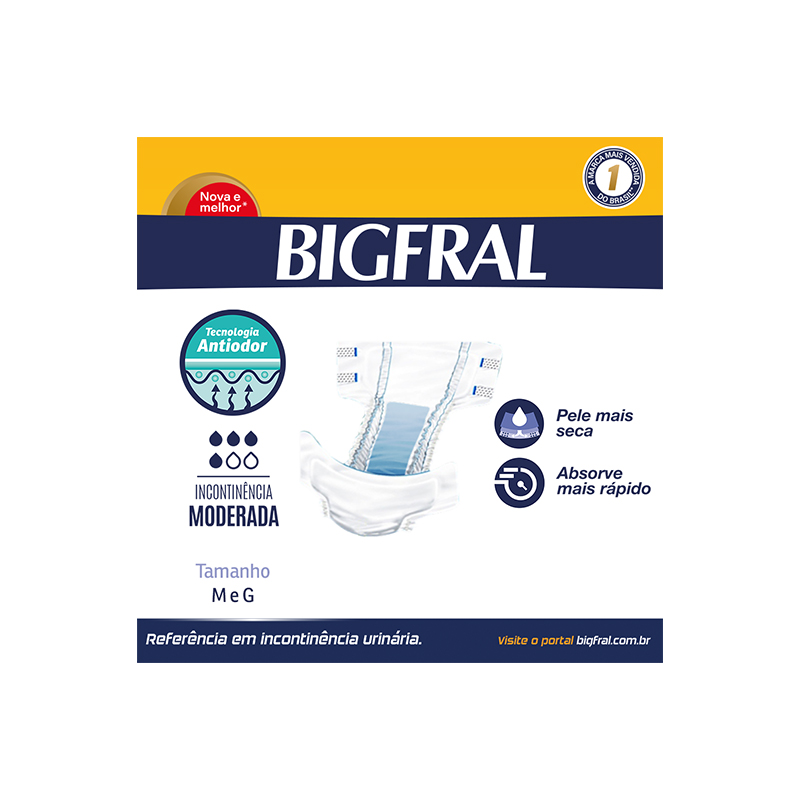 Nova e
melhor*
A MARCA MAIS VENDIDA
1
DO BRASIL*
BIGFRAL
Tecnologia
Antiodor
INCONTINÊNCIA
MODERADA
Pele mais
seca
Absorve
mais rápido
Tamanho
M e G
Referência em incontinência urinária.
Visite o portal bigfral.com.br